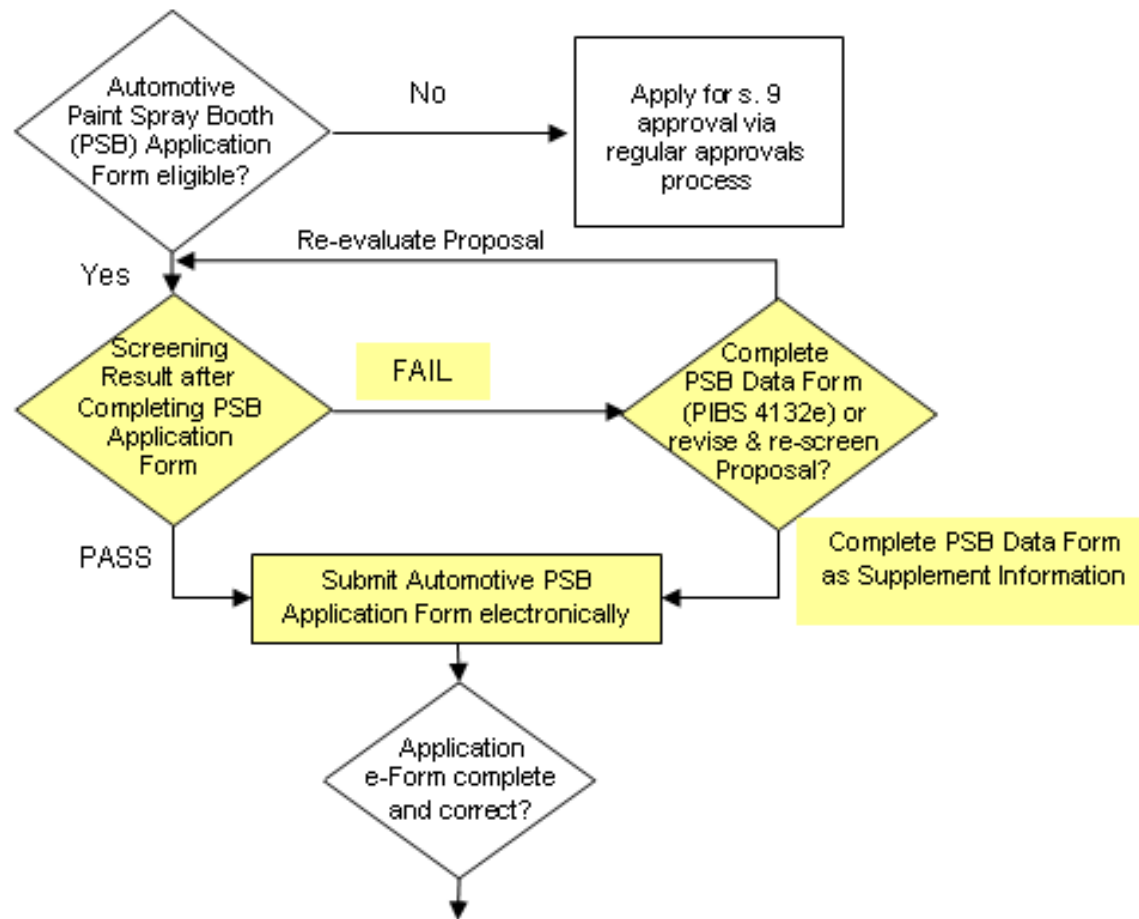 Automotive
Paint Spray Booth
(PSB) Application
Form eligible?
No
Apply for s. 9
approval via
regular approvals
process
Re-evaluate Proposal
Yes
Screening
Result after
Completing PSB
Application
Form
FAIL
Complete
PSB Data Form
(PIBS 4132e) or
revise & re-screen
Proposal?
PASS
Submit Automotive PSB
Application Form electronically
Complete PSB Data Form
as Supplement Information
Application
e-Form complete
and correct?